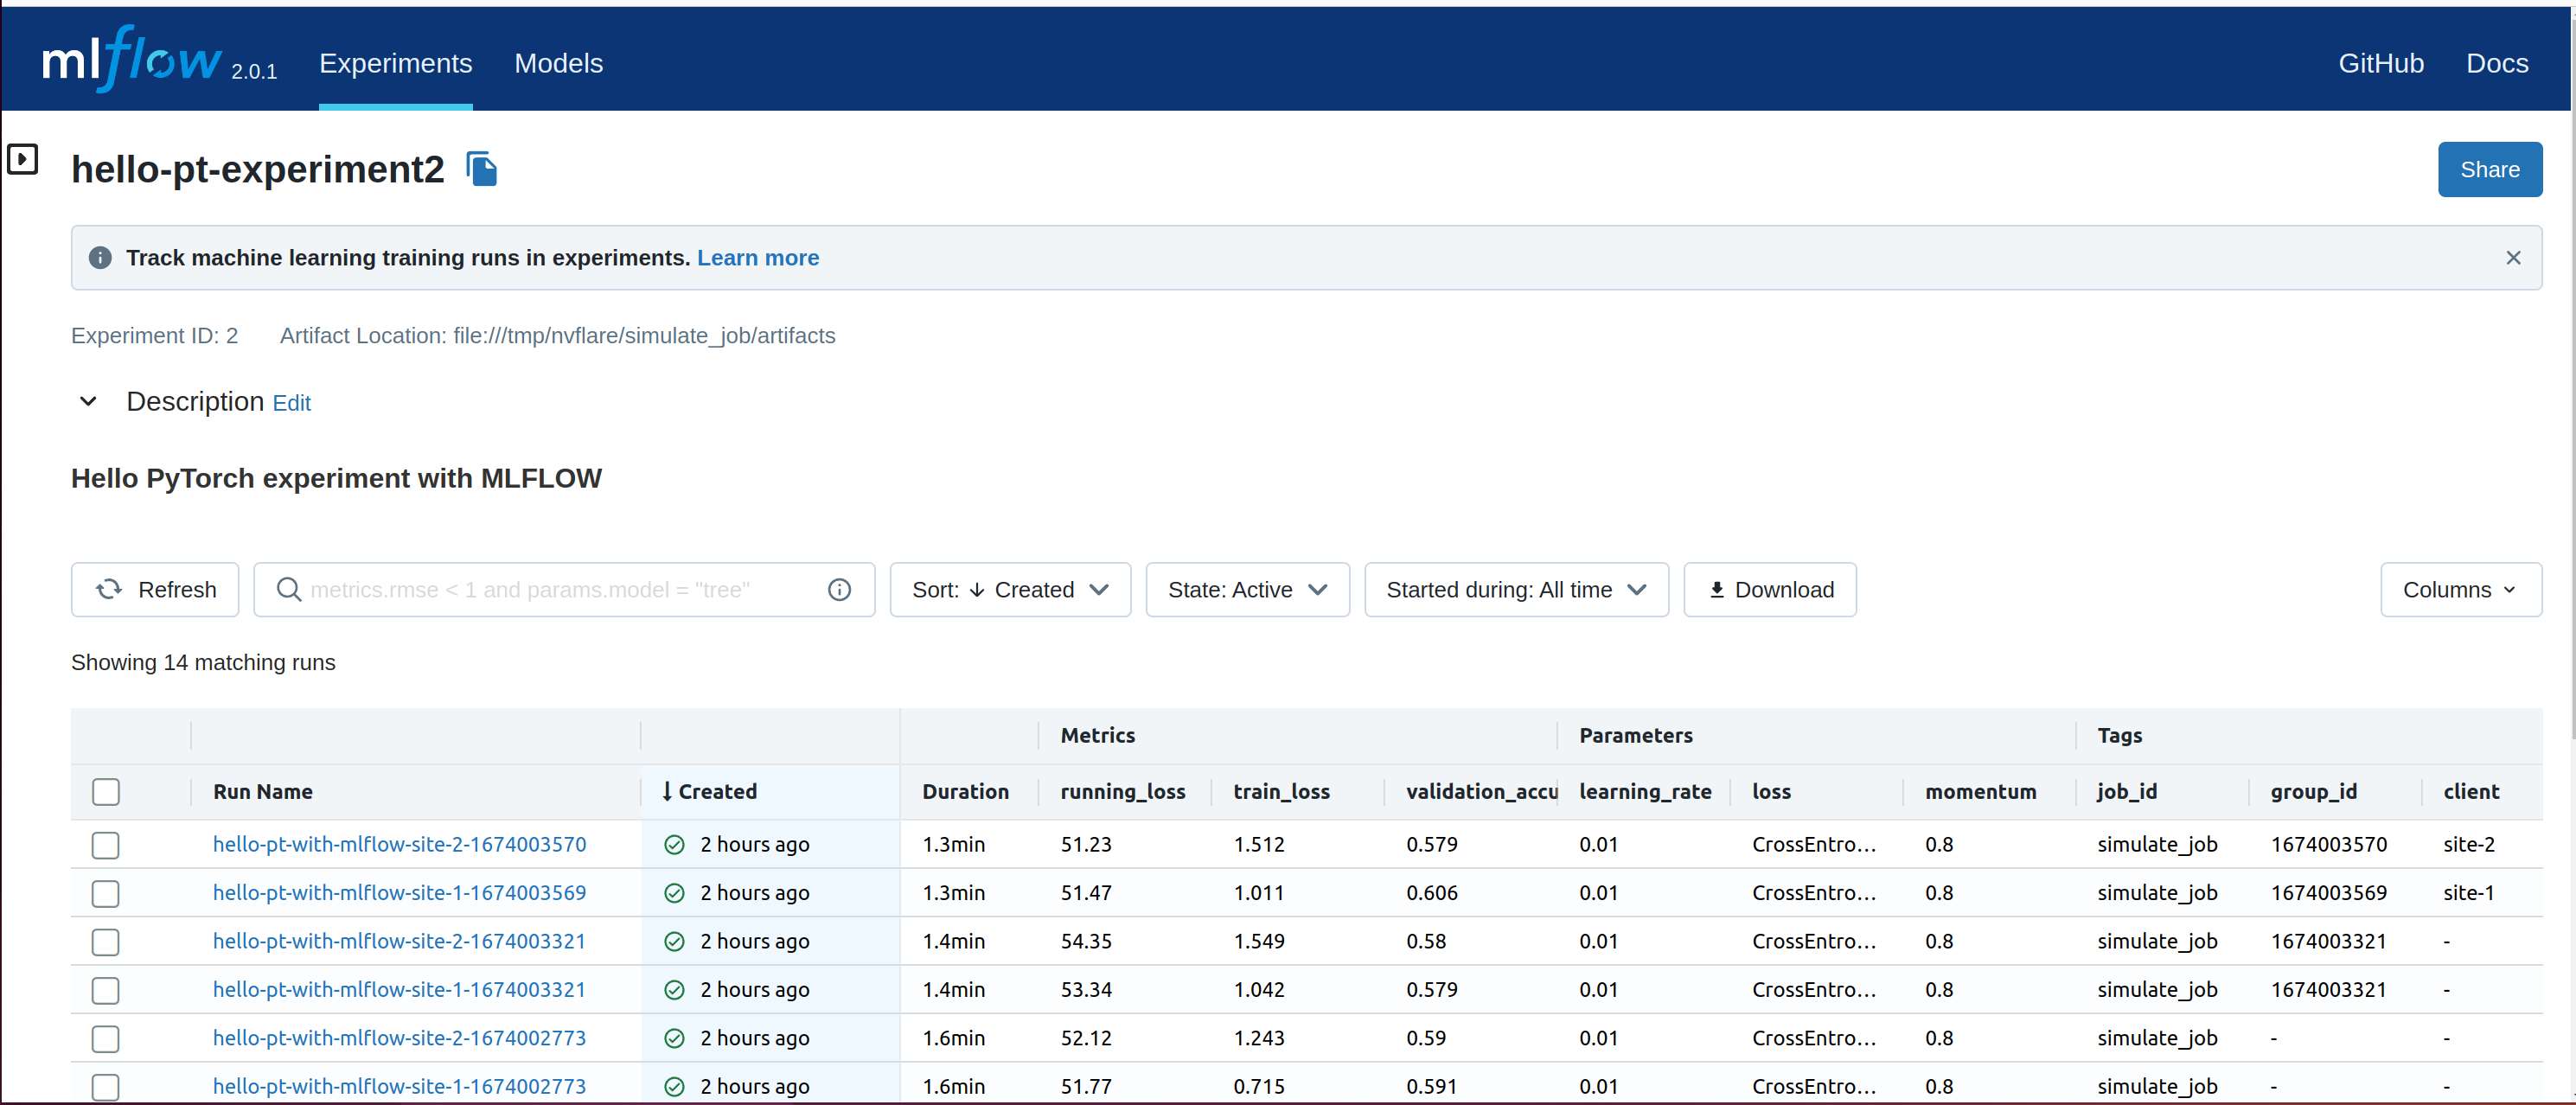 mlflow 2.0.1 Experiments Models GitHub Docs
hello-pt-experiment2 Share
Track machine learning training runs in experiments. Learn more
Experiment ID: 2 Artifact Location: file:///tmp/nvflare/simulate_job/artifacts
Description Edit
Hello PyTorch experiment with MLFLOW
Refresh metrics.rmse < 1 and params.model = "tree" Sort: ↓ Created State: Active Started during: All time Download Columns
Showing 14 matching runs
Metrics Parameters Tags
Run Name ↓ Created Duration running_loss train_loss validation_accu learning_rate loss momentum job_id group_id client
hello-pt-with-mlflow-site-2-1674003570 2 hours ago 1.3min 51.23 1.512 0.579 0.01 CrossEntro... 0.8 simulate_job 1674003570 site-2
hello-pt-with-mlflow-site-1-1674003569 2 hours ago 1.3min 51.47 1.011 0.606 0.01 CrossEntro... 0.8 simulate_job 1674003569 site-1
hello-pt-with-mlflow-site-2-1674003321 2 hours ago 1.4min 54.35 1.549 0.58 0.01 CrossEntro... 0.8 simulate_job 1674003321 -
hello-pt-with-mlflow-site-1-1674003321 2 hours ago 1.4min 53.34 1.042 0.579 0.01 CrossEntro... 0.8 simulate_job 1674003321 -
hello-pt-with-mlflow-site-2-1674002773 2 hours ago 1.6min 52.12 1.243 0.59 0.01 CrossEntro... 0.8 simulate_job - -
hello-pt-with-mlflow-site-1-1674002773 2 hours ago 1.6min 51.77 0.715 0.591 0.01 CrossEntro... 0.8 simulate_job - -